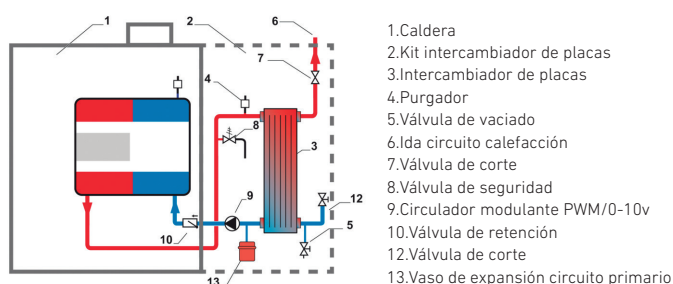 1
2
6
7
4
8
3
9
12
10
5
13
1.Caldera
2.Kit intercambiador de placas
3.Intercambiador de placas
4.Purgador
5.Válvula de vaciado
6.Ida circuito calefacción
7.Válvula de corte
8.Válvula de seguridad
9.Circulador modulante PWM/0-10v
10.Válvula de retención
12.Válvula de corte
13.Vaso de expansión circuito primario